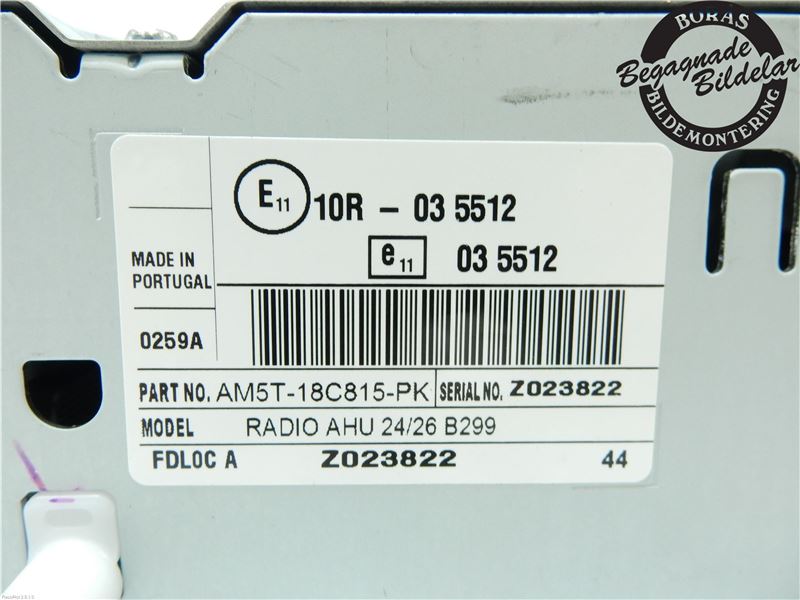 BORAS
Begagnade
Bildelar
BILDEMONTERING
E11 10R - 03 5512
e11 03 5512
MADE IN
PORTUGAL
0259A
PART NO. AM5T-18C815-PK SERIAL NO. Z023822
MODEL RADIO AHU 24/26 B299
FDLOC A Z023822 44